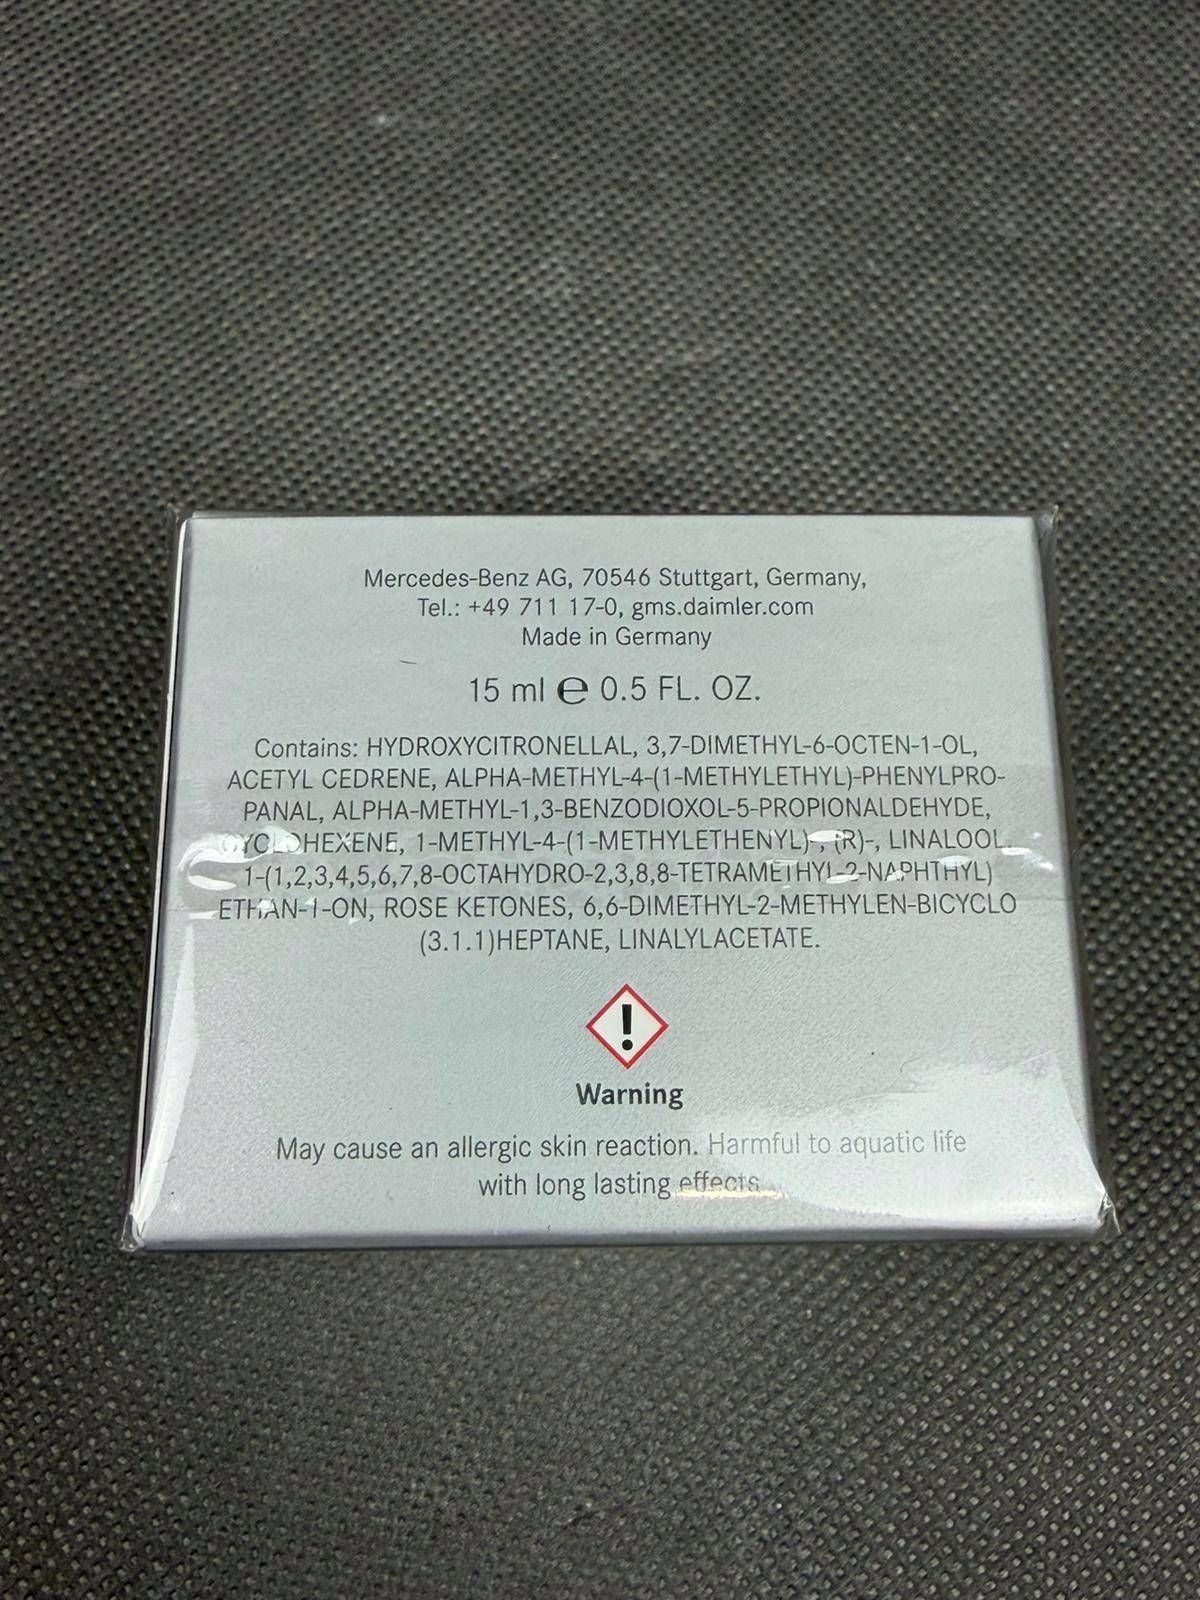 Mercedes-Benz AG, 70546 Stuttgart, Germany,
Tel.: +49 711 17-0, gms.daimler.com
Made in Germany
15 ml ℮ 0.5 FL. OZ.
Contains: HYDROXYCITRONELLAL, 3,7-DIMETHYL-6-OCTEN-1-OL,
ACETYL CEDRENE, ALPHA-METHYL-4-(1-METHYLETHYL)-PHENYLPRO-
PANAL, ALPHA-METHYL-1,3-BENZODIOXOL-5-PROPIONALDEHYDE,
CYCLOHEXENE, 1-METHYL-4-(1-METHYLETHENYL)-, (R)-, LINALOOL,
1-(1,2,3,4,5,6,7,8-OCTAHYDRO-2,3,8,8-TETRAMETHYL-2-NAPHTHYL)
ETHAN-1-ON, ROSE KETONES, 6,6-DIMETHYL-2-METHYLEN-BICYCLO
(3.1.1)HEPTANE, LINALYLACETATE.
!
Warning
May cause an allergic skin reaction. Harmful to aquatic life
with long lasting effects.